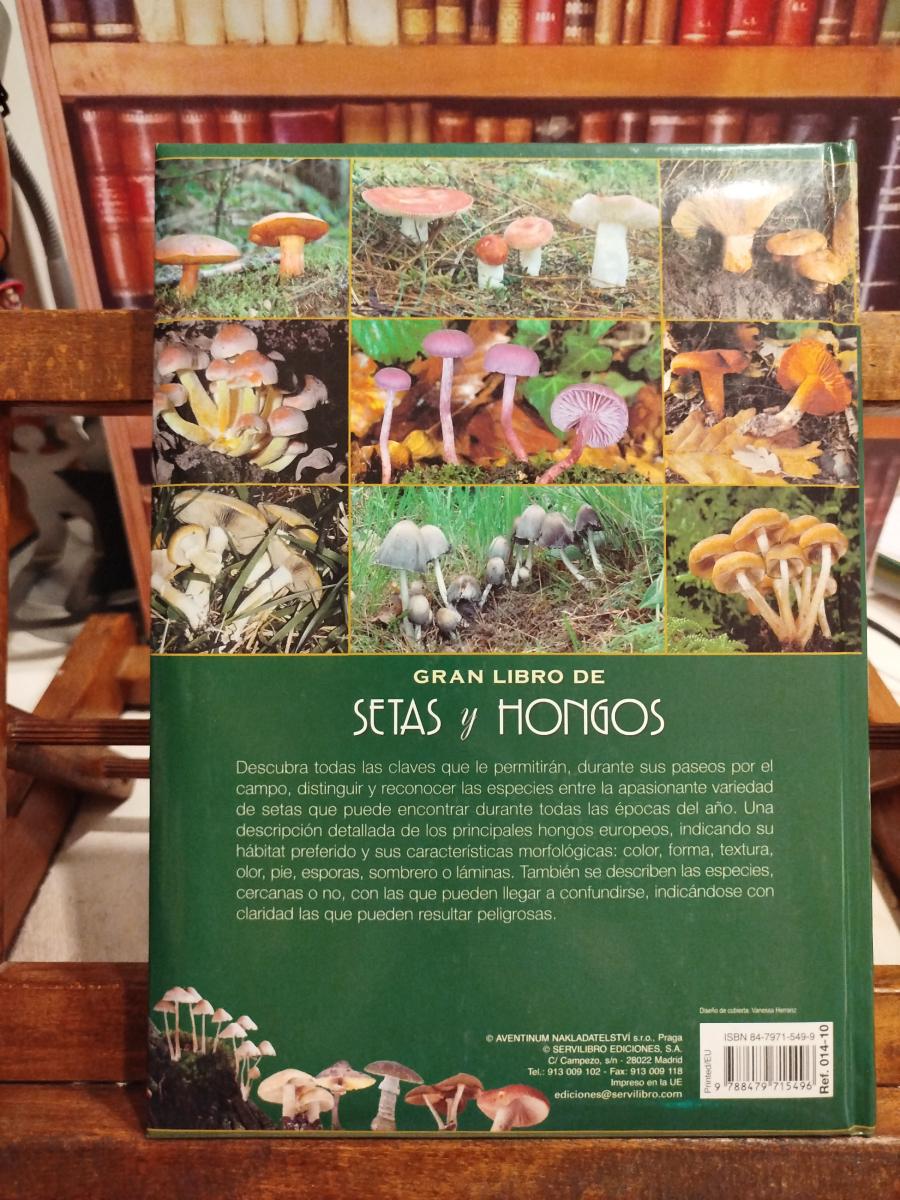 GRAN LIBRO DE
SETAS y HONGOS
Descubra todas las claves que le permitirán, durante sus paseos por el
campo, distinguir y reconocer las especies entre la apasionante variedad
de setas que puede encontrar durante todas las épocas del año. Una
descripción detallada de los principales hongos europeos, indicando su
hábitat preferido y sus características morfológicas: color, forma, textura,
olor, pie, esporas, sombrero o láminas. También se describen las especies,
cercanas o no, con las que pueden llegar a confundirse, indicándose con
claridad las que pueden resultar peligrosas.
Diseño de cubierta: Vanessa Herranz
© AVENTINUM NAKLADATELSTVÍ s.r.o., Praga
© SERVILIBRO EDICIONES, S.A.
C/ Campezo, s/n - 28022 Madrid
Tel.: 913 009 102 - Fax: 913 009 118
Impreso en la UE
ediciones@servilibro.com
Printed/EU
ISBN 84-7971-549-9
9 788479 715496
Ref. 014-10